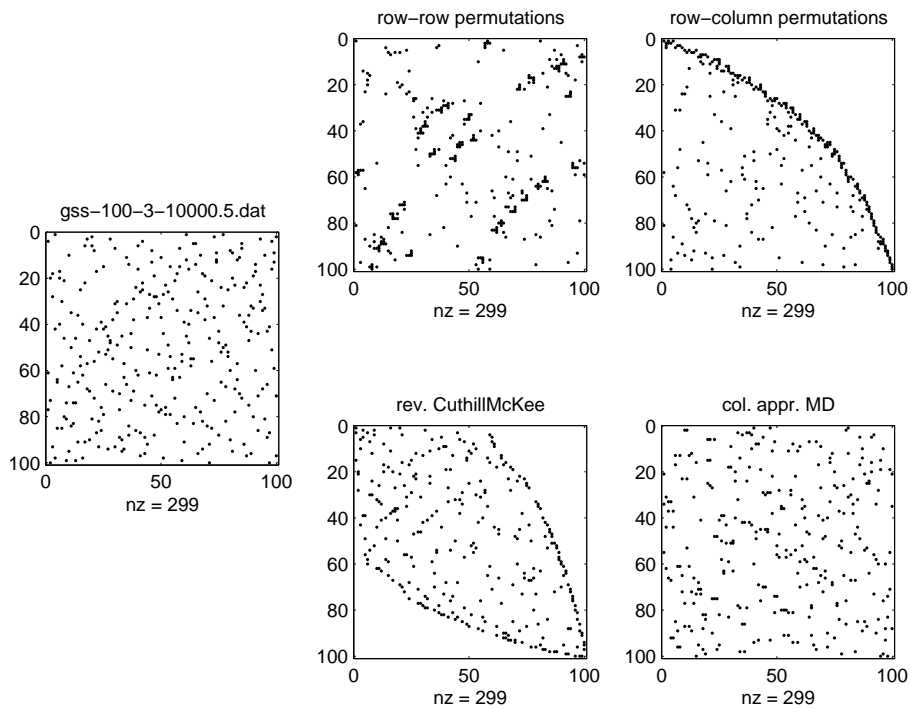 gss−100−3−10000.5.dat
0
20
40
60
80
100
0 50 100
nz = 299
row−row permutations
0
20
40
60
80
100
0 50 100
nz = 299
row−column permutations
0
20
40
60
80
100
0 50 100
nz = 299
rev. CuthillMcKee
0
20
40
60
80
100
0 50 100
nz = 299
col. appr. MD
0
20
40
60
80
100
0 50 100
nz = 299